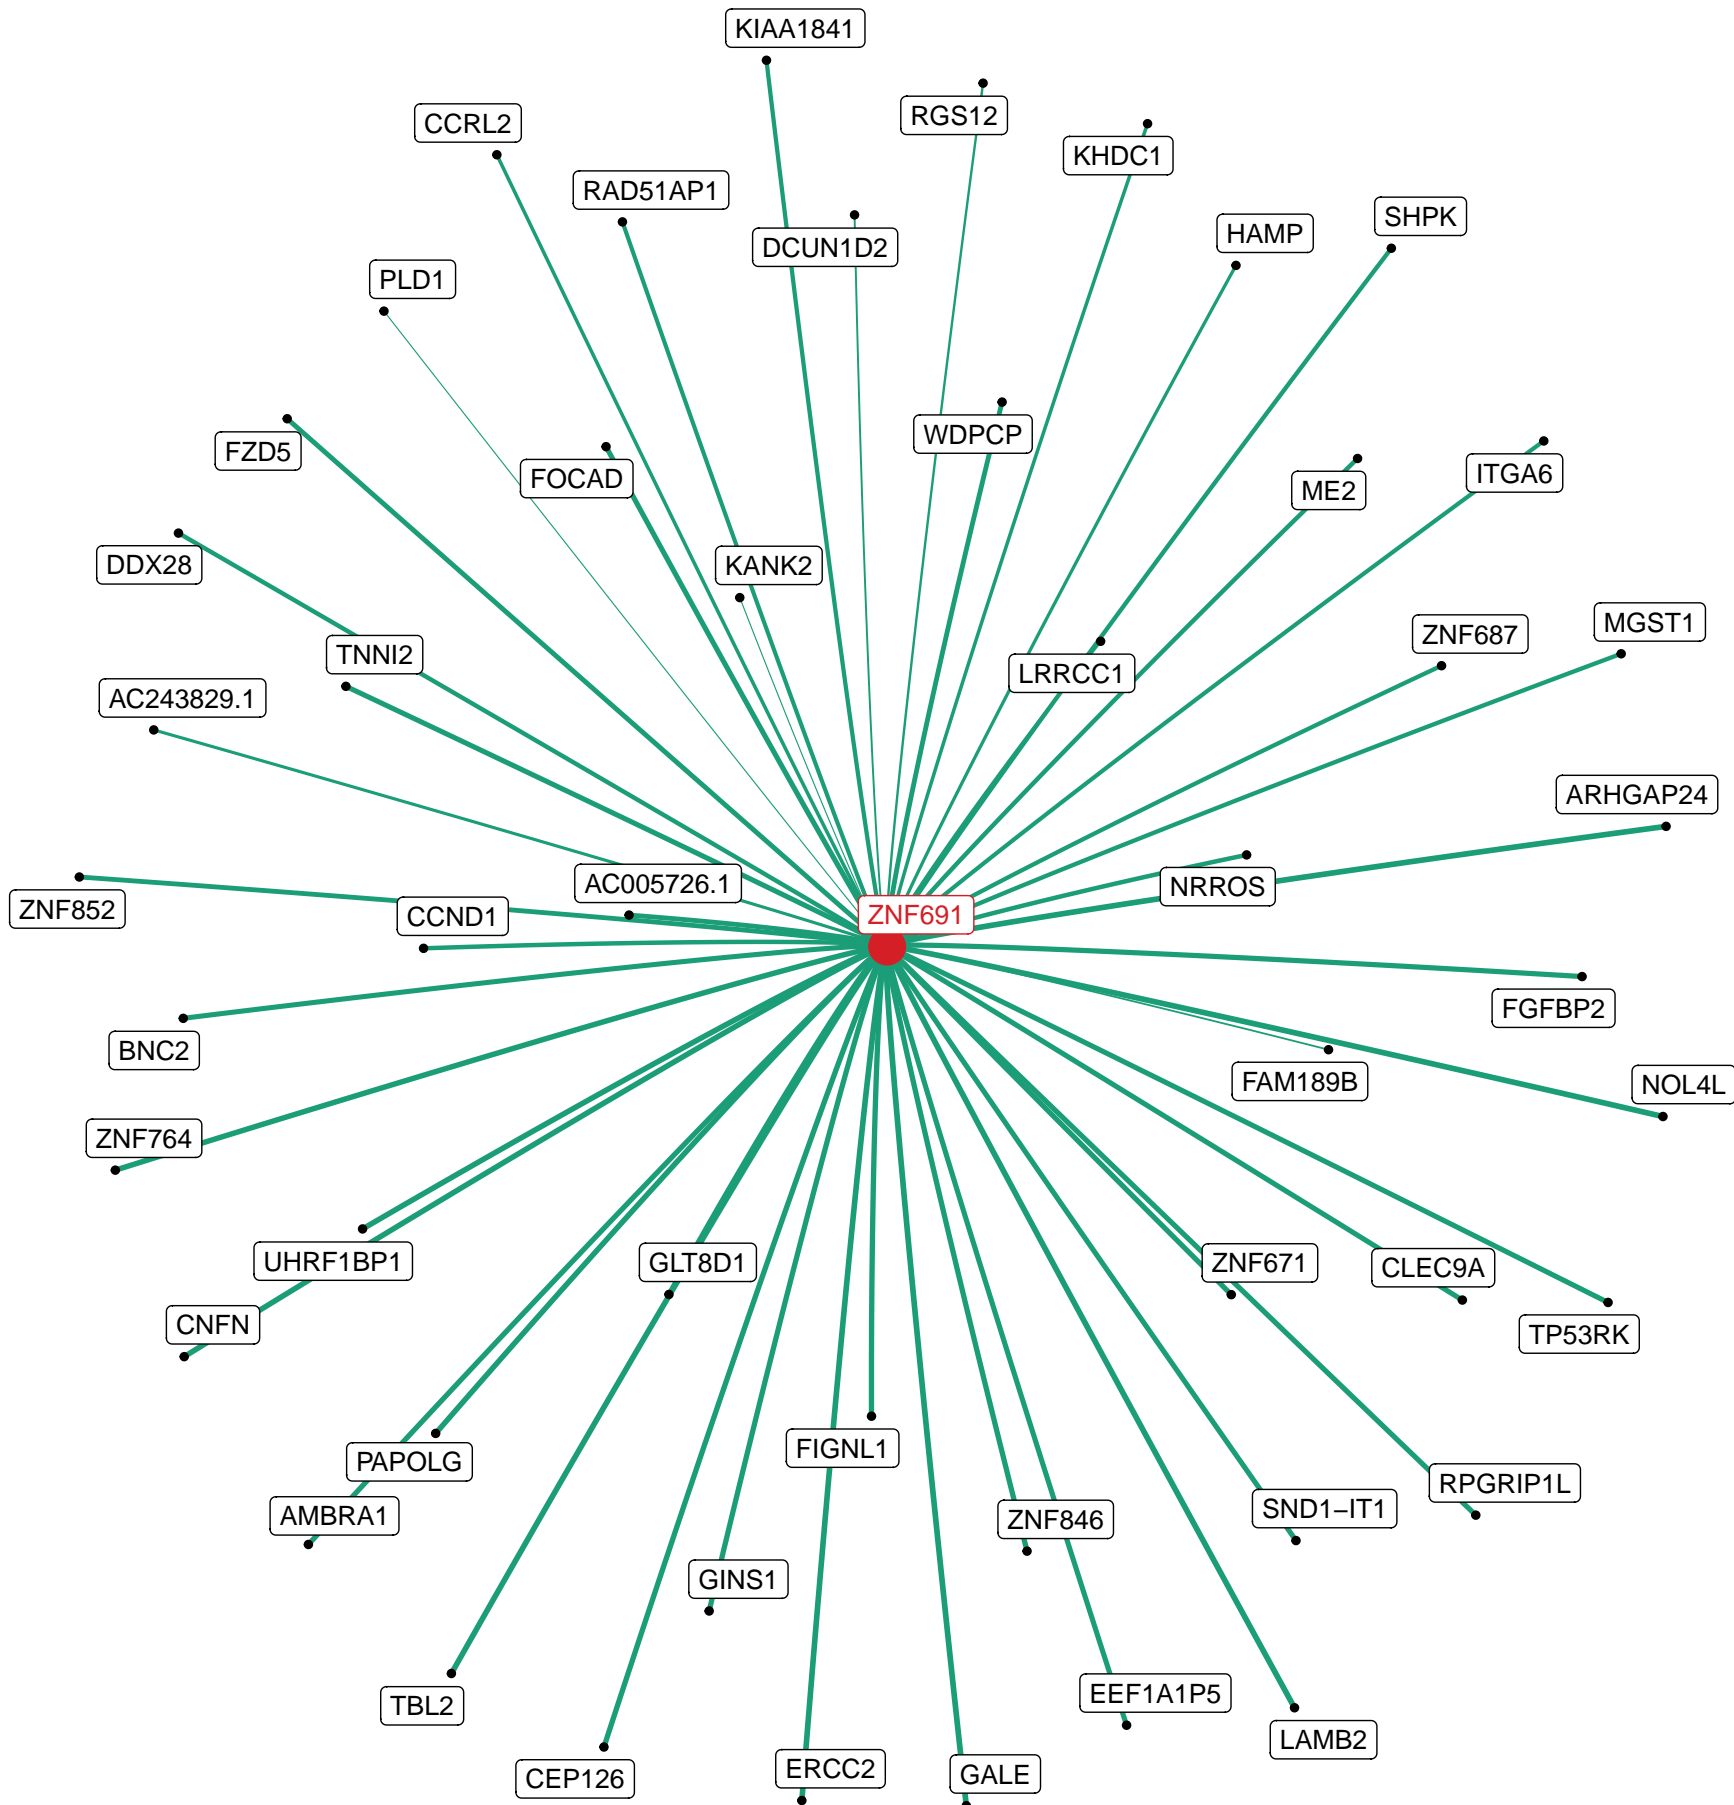 KIAA1841
RGS12
CCRL2
KHDC1
RAD51AP1
SHPK
HAMP
DCUN1D2
PLD1
WDPCP
FZD5
ITGA6
FOCAD
ME2
DDX28
KANK2
MGST1
ZNF687
TNNI2
LRRCC1
AC243829.1
ARHGAP24
AC005726.1
NRROS
ZNF852
CCND1
ZNF691
FGFBP2
BNC2
FAM189B
NOL4L
ZNF764
UHRF1BP1
GLT8D1
ZNF671
CLEC9A
CNFN
TP53RK
FIGNL1
PAPOLG
RPGRIP1L
SND1–IT1
AMBRA1
ZNF846
GINS1
EEF1A1P5
TBL2
LAMB2
ERCC2
GALE
CEP126